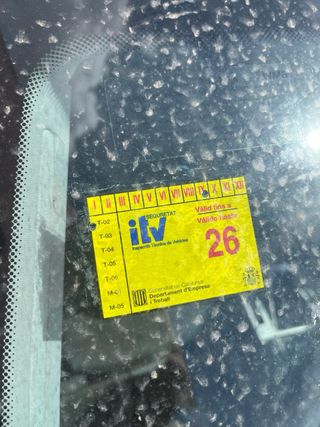 I II III IV V VI VII VIII IX X XI XII
T-02
T-03
T-04
T-05
T-06
M-05
SEGURETAT
itv
Inspecció Tècnica de Vehicles
Vàlid fins a
Válido hasta
26
Generalitat de Catalunya
Departament d'Empresa
i Treball